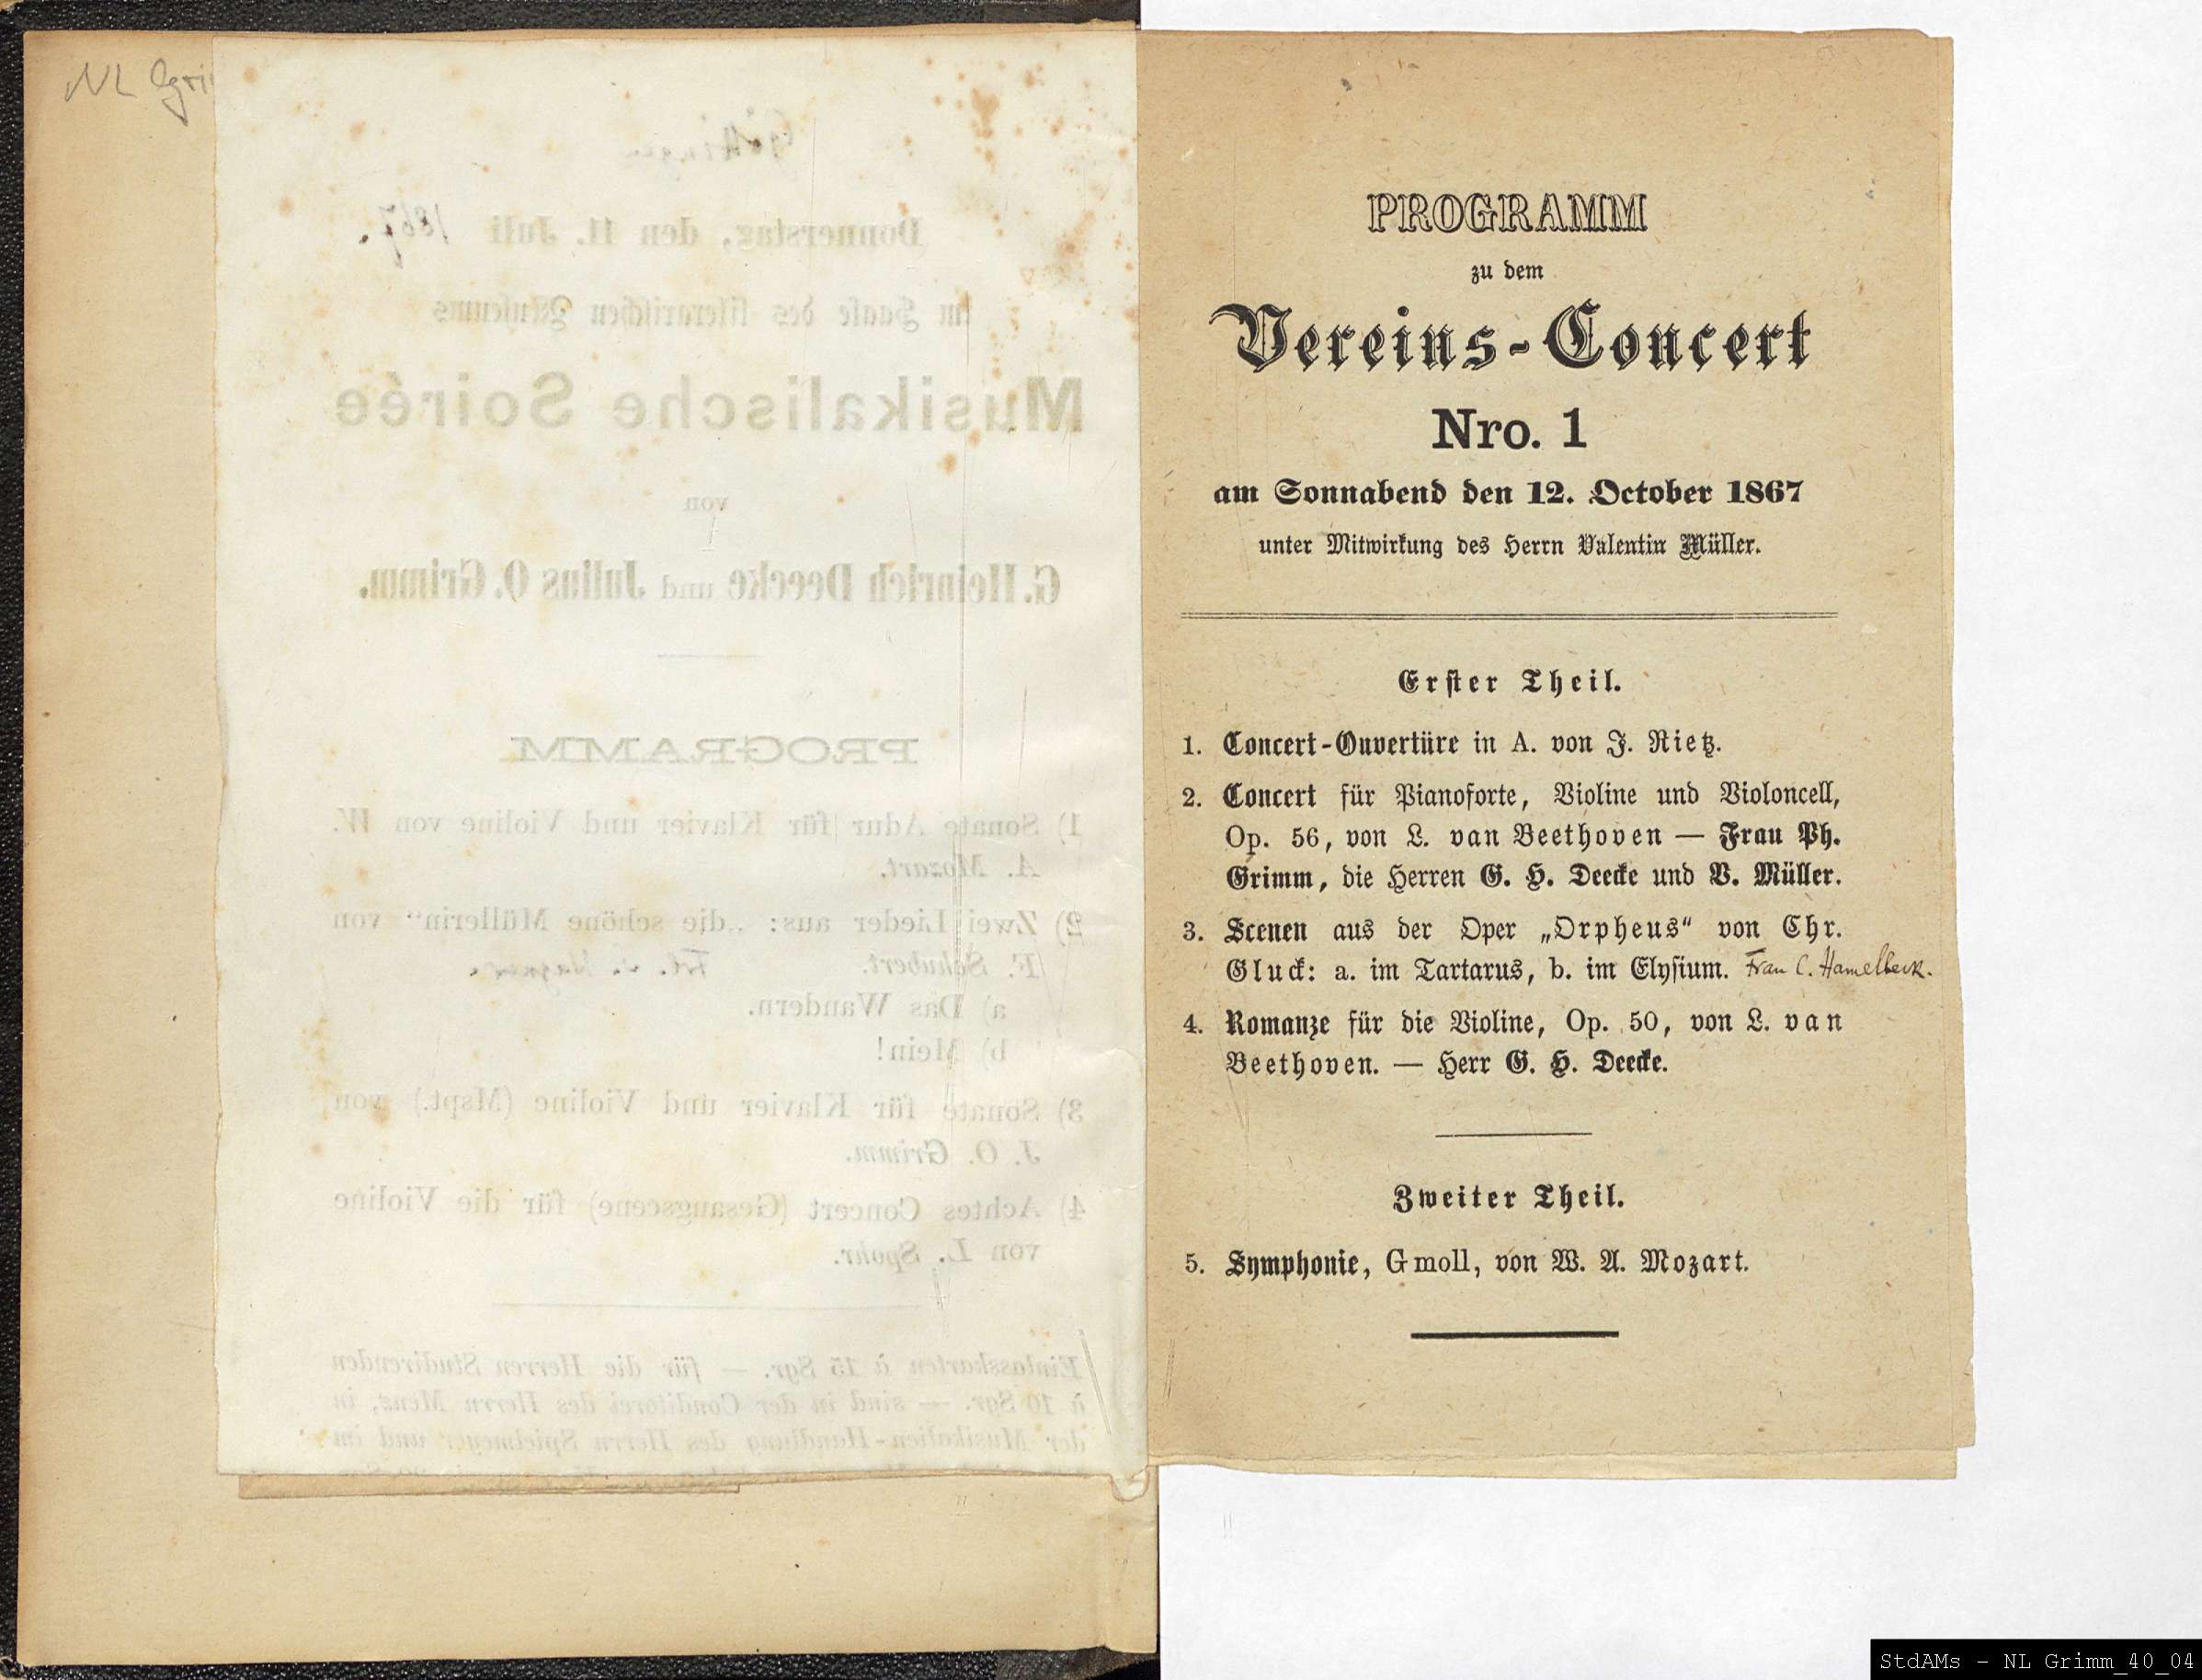 NL Gri
Göttingen
Donnerstag, den 11. Juli 1867.
im Saale des literarischen Museums
Musikalische Soirée
von
G. Heinrich Deecke und Julius O. Grimm.
PROGRAMM
1) Sonate Adur für Klavier und Violine von W.
A. Mozart.
2) Zwei Lieder aus: „die schöne Müllerin“ von
F. Schubert. Frl. v.
a) Das Wandern.
b) Mein!
3) Sonate für Klavier und Violine (Mspt.) von
J. O. Grimm.
4) Achtes Concert (Gesangscene) für die Violine
von L. Spohr.
Einlasskarten à 15 Sgr. — für die Herren Studirenden
à 10 Sgr. — sind in der Conditorei des Herrn Menz, in
der Musikalien-Handlung des Herrn Spielmeyer und im
PROGRAMM
zu dem
Vereins-Concert
Nro. 1
am Sonnabend den 12. October 1867
unter Mitwirkung des Herrn Valentin Müller.
Erster Theil.
1. Concert-Ouvertüre in A. von J. Rietz.
2. Concert für Pianoforte, Violine und Violoncell,
Op. 56, von L. van Beethoven — Frau Ph.
Grimm, die Herren G. H. Deecke und V. Müller.
3. Scenen aus der Oper „Orpheus“ von Chr.
Gluck: a. im Tartarus, b. im Elysium. Frau C. Hamelbeck.
4. Romanze für die Violine, Op. 50, von L. van
Beethoven. — Herr G. H. Deecke.
Zweiter Theil.
5. Symphonie, G moll, von W. A. Mozart.
StdAMs - NL Grimm_40_04